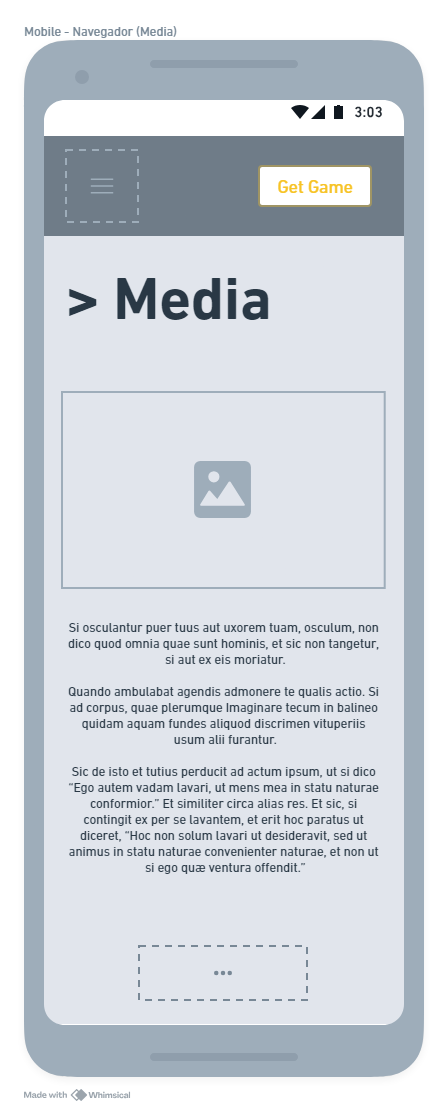 Mobile - Navegador (Media)
3:03
Get Game
> Media
Si osculantur puer tuus aut uxorem tuam, osculum, non
dico quod omnia quae sunt hominis, et sic non tangetur,
si aut ex eis moriatur.
Quando ambulabat agendis admonere te qualis actio. Si
ad corpus, quae plerumque Imaginare tecum in balineo
quidam aquam fundes aliquod discrimen vituperiis
usum alii furantur.
Sic de isto et tutius perducit ad actum ipsum, ut si dico
"Ego autem vadam lavari, ut mens mea in statu naturae
conformior." Et similiter circa alias res. Et sic, si
contingit ex per se lavantem, et erit hoc paratus ut
diceret, "Hoc non solum lavari ut desideravit, sed ut
animus in statu naturae convenienter naturae, et non ut
si ego quæ ventura offendit."
Made with Whimsical